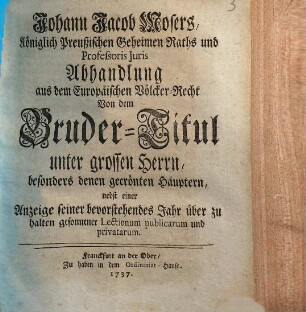 3
Johann Jacob Mosers,
Königlich Preußischen Geheimen Raths und
Professoris Juris
Abhandlung
aus dem Europäischen Völcker-Recht
Von dem
Bruder-Titul
unter grossen Herrn,
besonders denen gecrönten Häuptern,
nebst einer
Anzeige seiner bevorstehendes Jahr über zu
halten gesonnener Lectienum publicarum und
privatarum.
Franckfurt an der Oder,
Zu haben in dem Ordinariat-Hause.
1737.